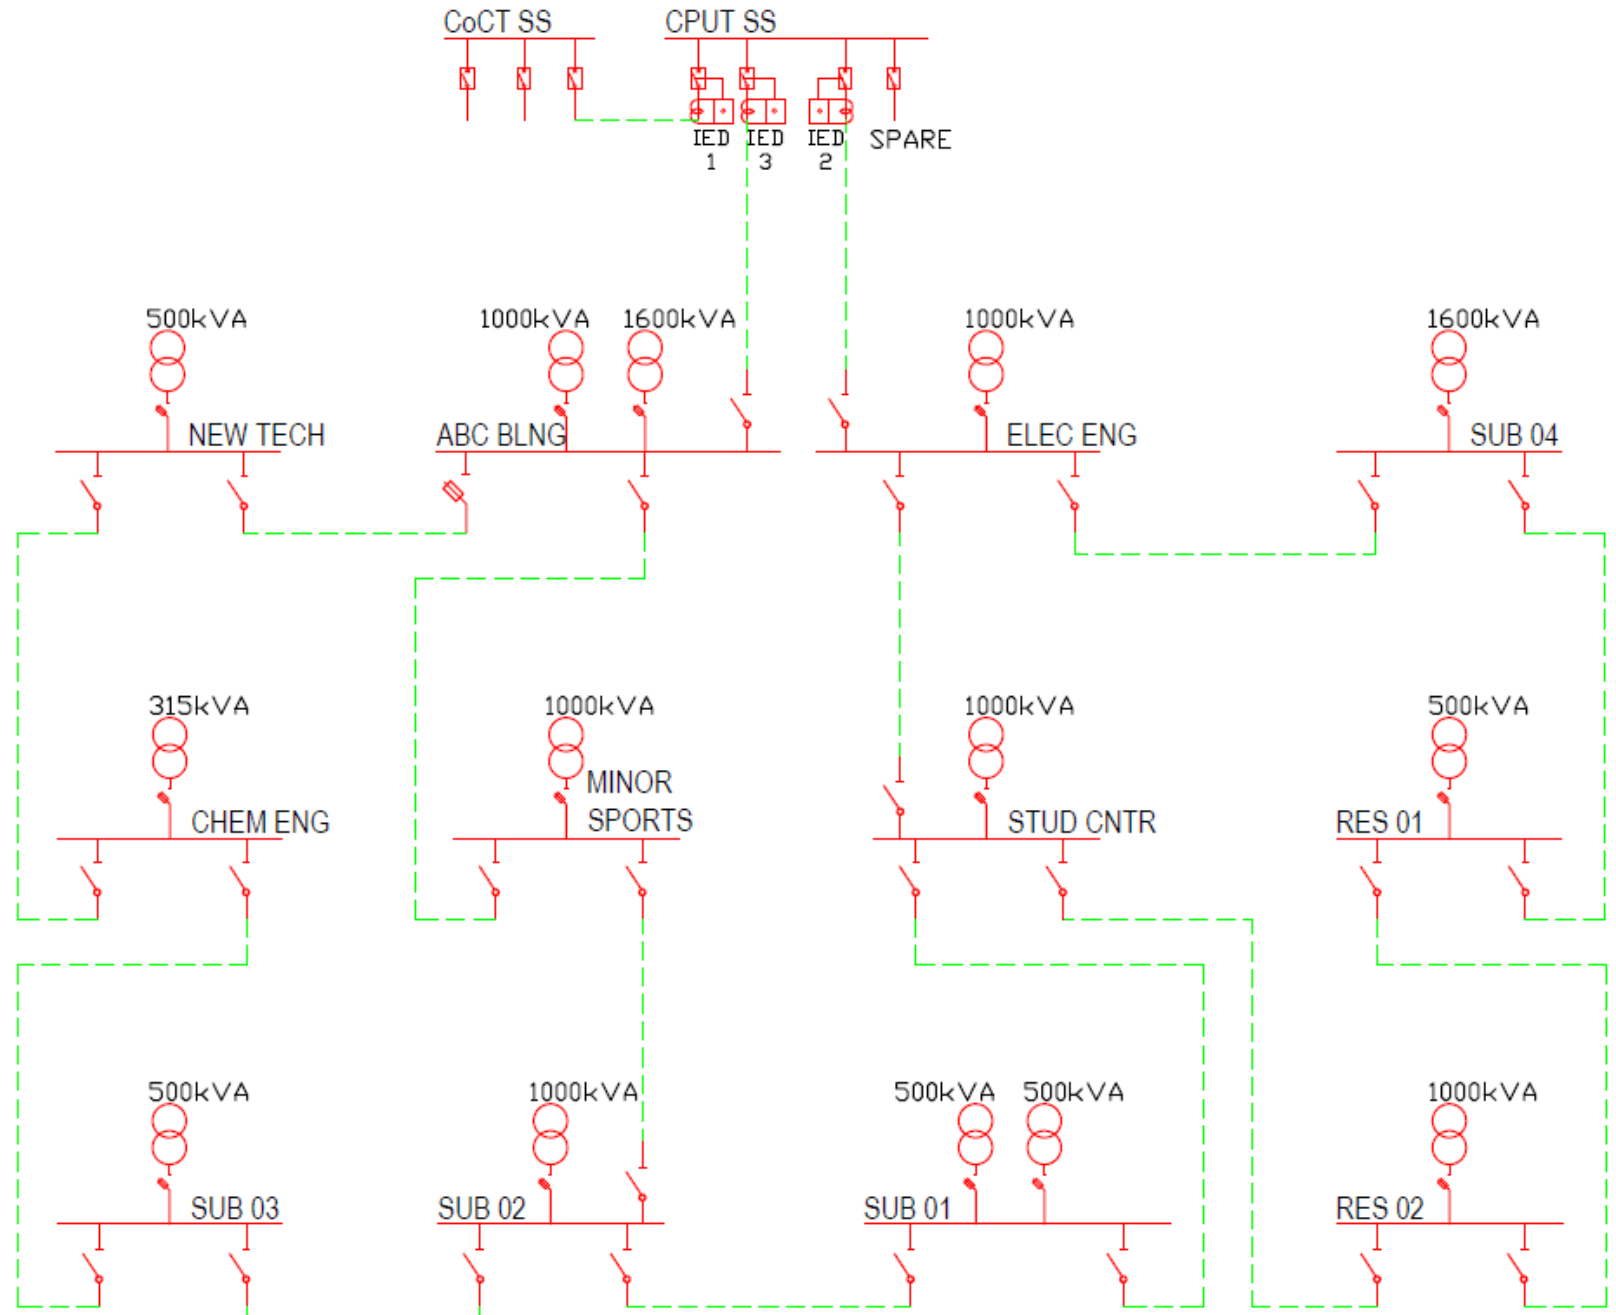 CoCT SS
CPUT SS
IED
1
IED
3
IED
2
SPARE
500kVA
1000kVA
1600kVA
1000kVA
1600kVA
NEW TECH
ABC BLNG
ELEC ENG
SUB 04
315kVA
1000kVA
1000kVA
500kVA
CHEM ENG
MINOR
SPORTS
STUD CNTR
RES 01
500kVA
1000kVA
500kVA
500kVA
1000kVA
SUB 03
SUB 02
SUB 01
RES 02